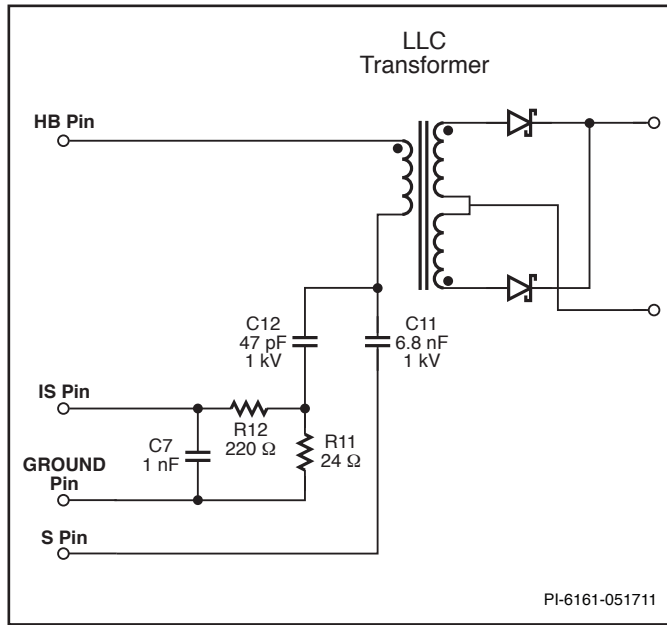 LLC
Transformer
HB Pin
C12
47 pF
1 kV
C11
6.8 nF
1 kV
IS Pin
C7
1 nF
R12
220 Ω
R11
24 Ω
GROUND
Pin
S Pin
PI-6161-051711